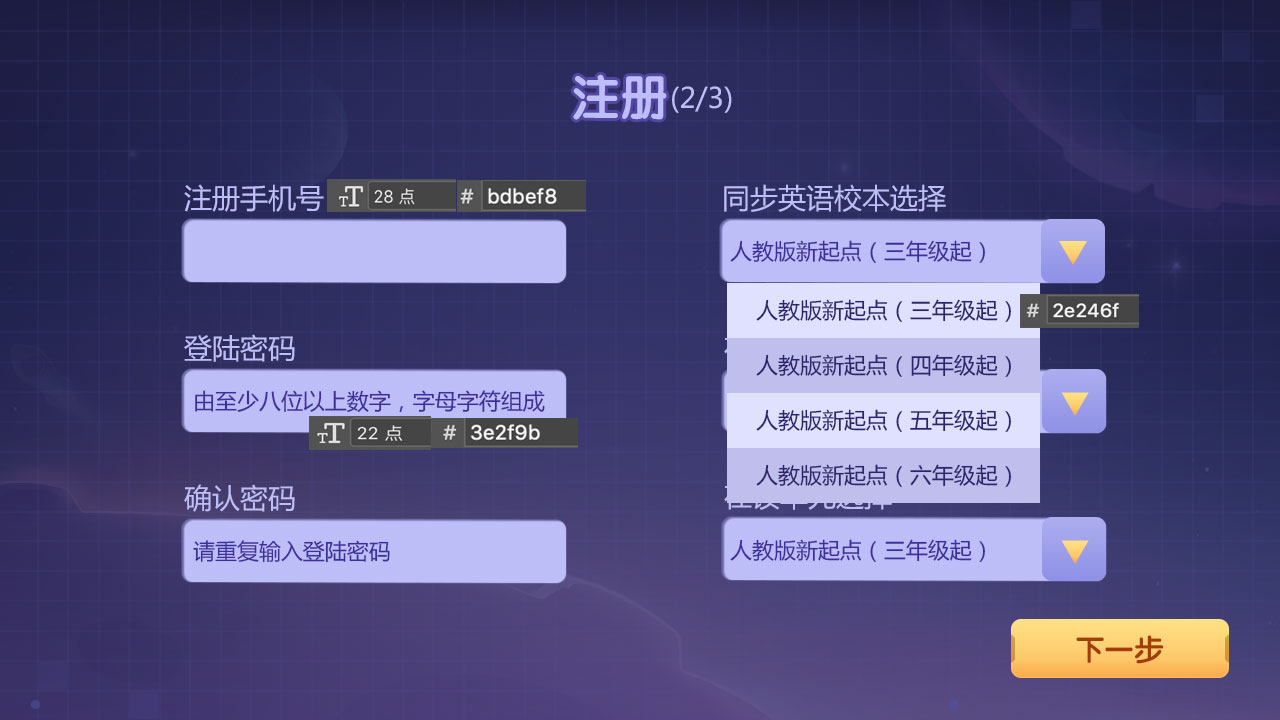 注册(2/3)
注册手机号
T 28 点 # bdbef8
登陆密码
由至少八位以上数字，字母字符组成
T 22 点 # 3e2f9b
确认密码
请重复输入登陆密码
同步英语校本选择
人教版新起点（三年级起）
人教版新起点（三年级起） # 2e246f
人教版新起点（四年级起）
人教版新起点（五年级起）
人教版新起点（六年级起）
人教版新起点（三年级起）
下一步